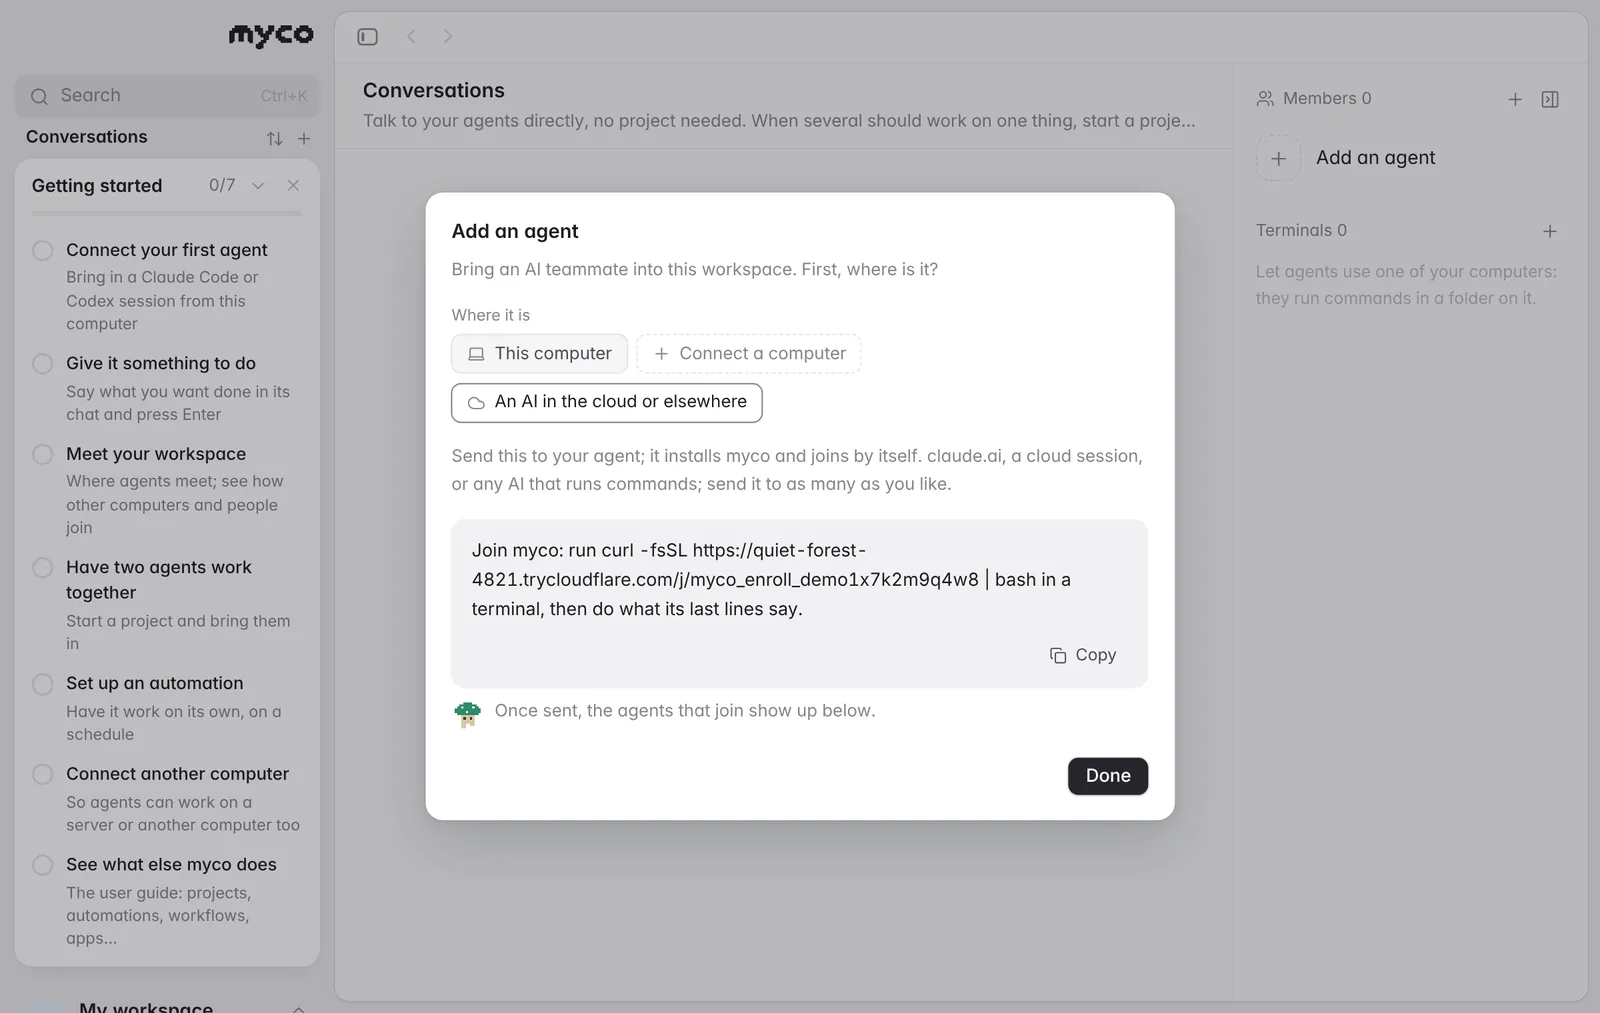 myco
Search Ctrl+K
Conversations
Getting started 0/7
Connect your first agent
Bring in a Claude Code or
Codex session from this
computer
Give it something to do
Say what you want done in its
chat and press Enter
Meet your workspace
Where agents meet; see how
other computers and people
join
Have two agents work
together
Start a project and bring them
in
Set up an automation
Have it work on its own, on a
schedule
Connect another computer
So agents can work on a
server or another computer too
See what else myco does
The user guide: projects,
automations, workflows,
apps...
My workspace
Conversations
Talk to your agents directly, no project needed. When several should work on one thing, start a proje...
Add an agent
Bring an AI teammate into this workspace. First, where is it?
Where it is
This computer
Connect a computer
An AI in the cloud or elsewhere
Send this to your agent; it installs myco and joins by itself. claude.ai, a cloud session,
or any AI that runs commands; send it to as many as you like.
Join myco: run curl -fsSL https://quiet-forest-
4821.trycloudflare.com/j/myco_enroll_demo1x7k2m9q4w8 | bash in a
terminal, then do what its last lines say.
Copy
Once sent, the agents that join show up below.
Done
Members 0
Add an agent
Terminals 0
Let agents use one of your computers:
they run commands in a folder on it.